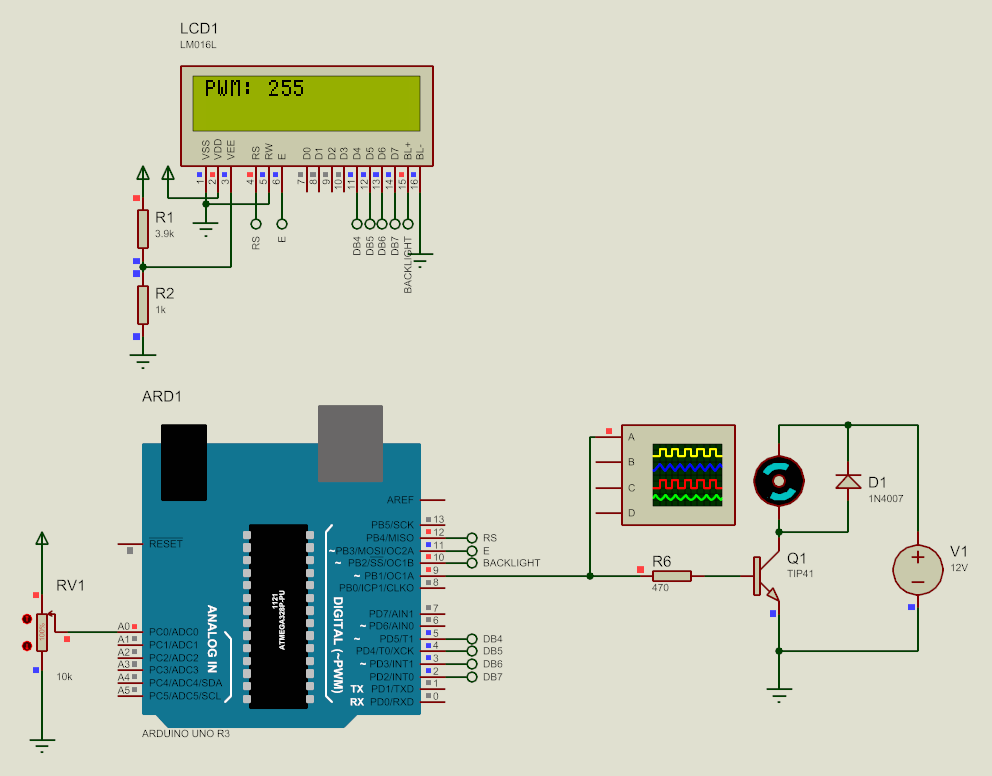 LCD1
LM016L
PWM: 255
VSS
VDD
VEE
RS
RW
E
D0
D1
D2
D3
D4
D5
D6
D7
BL+
BL-
1
2
3
4
5
6
7
8
9
10
11
12
13
14
15
16
RS
E
DB4
DB5
DB6
DB7
BACKLIGHT
R1
3.9k
R2
1k
ARD1
AREF
RESET
PB5/SCK 13
PB4/MISO 12 RS
~PB3/MOSI/OC2A 11 E
~ PB2/SS/OC1B 10 BACKLIGHT
~ PB1/OC1A 9
PB0/ICP1/CLKO 8
PD7/AIN1 7
~ PD6/AIN0 6
~ PD5/T1 5 DB4
PD4/T0/XCK 4 DB5
~ PD3/INT1 3 DB6
PD2/INT0 2 DB7
TX PD1/TXD 1
RX PD0/RXD 0
DIGITAL (~PWM)
ANALOG IN
1121
ATMEGA328P-PU
A0 PC0/ADC0
A1 PC1/ADC1
A2 PC2/ADC2
A3 PC3/ADC3
A4 PC4/ADC4/SDA
A5 PC5/ADC5/SCL
ARDUINO UNO R3
RV1
100%
10k
A
B
C
D
R6
470
D1
1N4007
Q1
TIP41
V1
12V